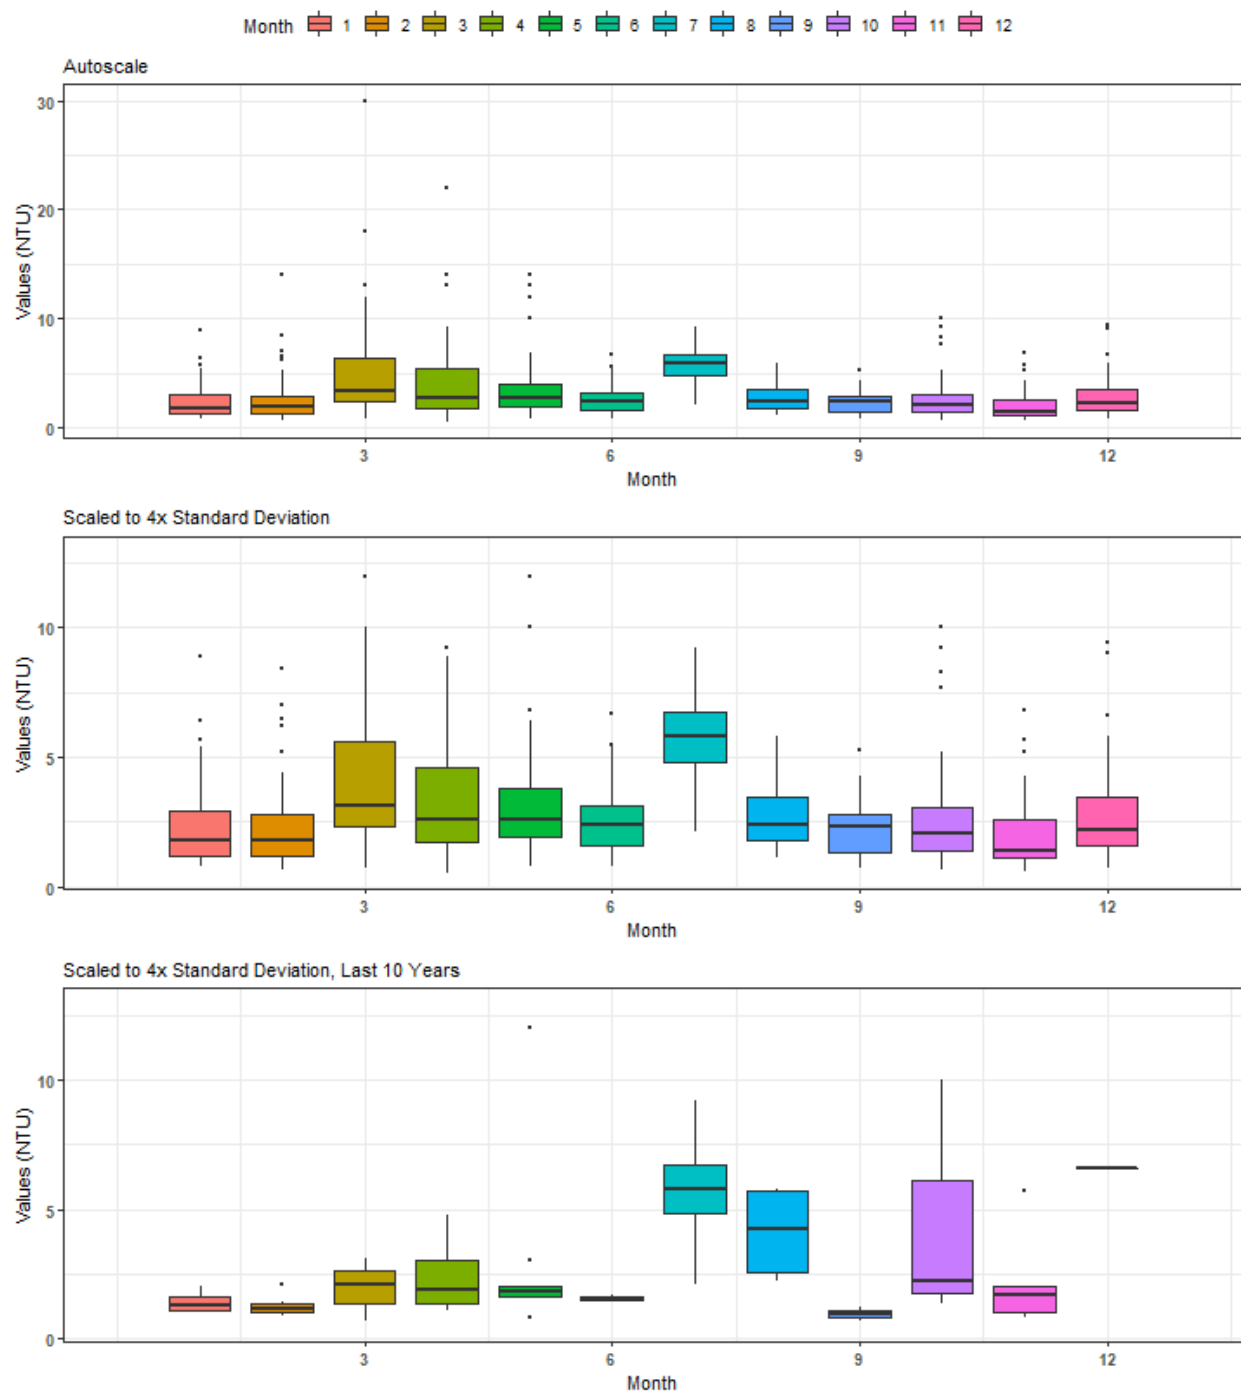 Month 1 2 3 4 5 6 7 8 9 10 11 12
Autoscale
Values (NTU)
30
20
10
0
3 6 9 12
Month
Scaled to 4x Standard Deviation
Values (NTU)
10
5
0
3 6 9 12
Month
Scaled to 4x Standard Deviation, Last 10 Years
Values (NTU)
10
5
0
3 6 9 12
Month